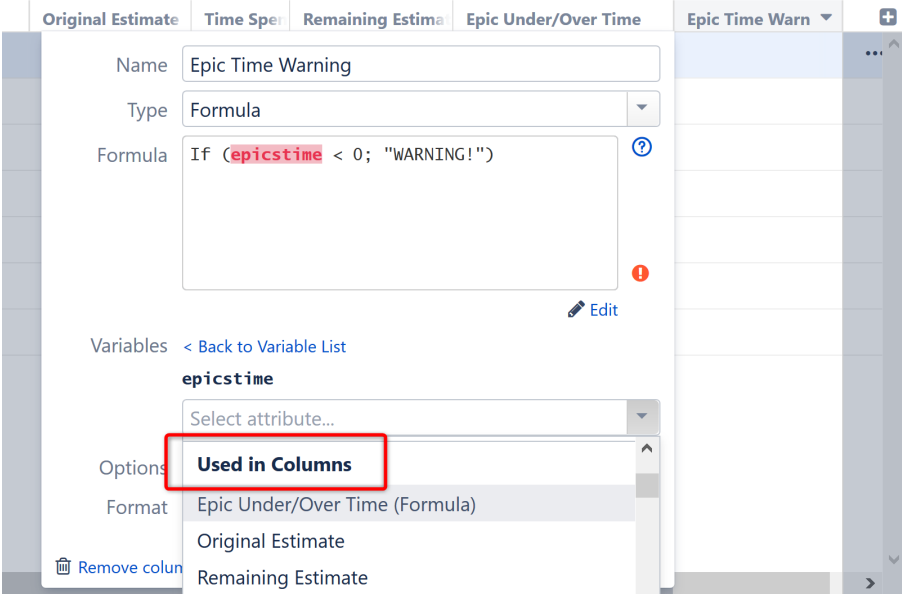 Original Estimate Time Spen Remaining Estima Epic Under/Over Time Epic Time Warn
Name Epic Time Warning
Type Formula
Formula If (epicstime < 0; "WARNING!")
Edit
Variables < Back to Variable List
epicstime
Select attribute...
Options Used in Columns
Format Epic Under/Over Time (Formula)
Original Estimate
Remove colum
Remaining Estimate